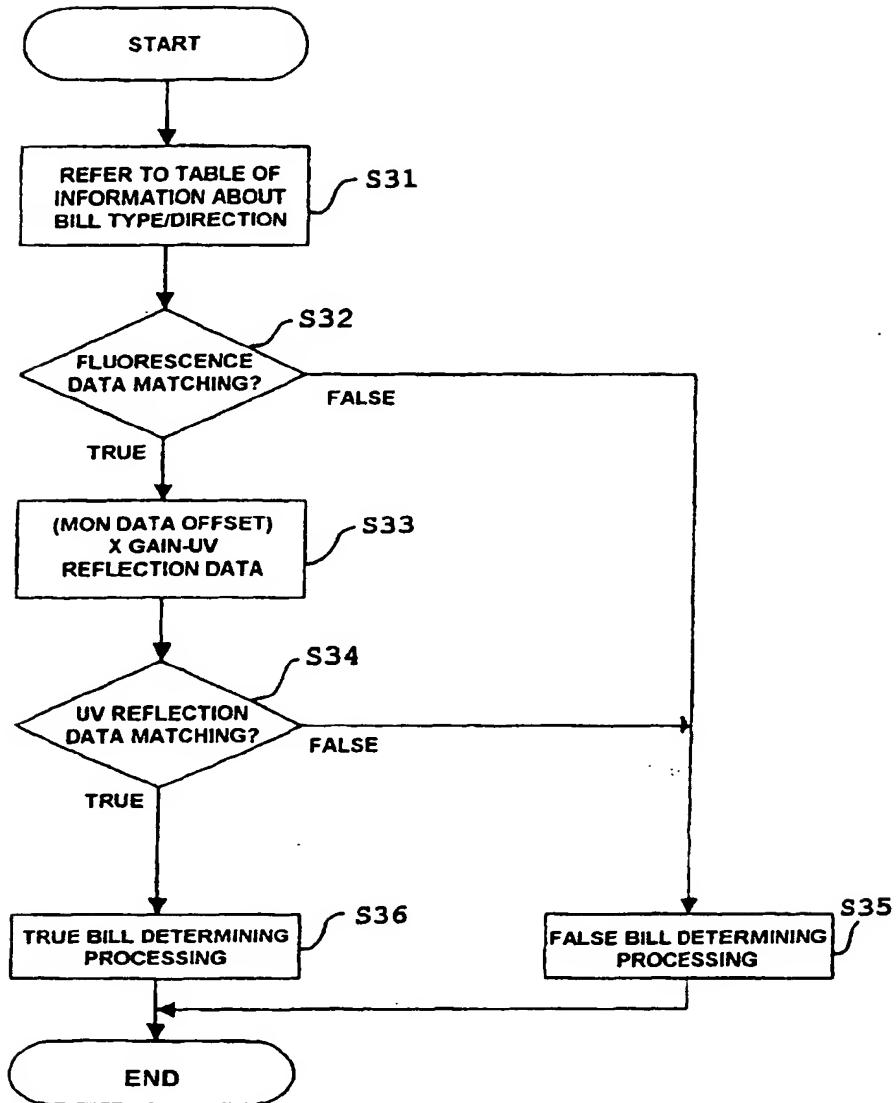 START
REFER TO TABLE OF
INFORMATION ABOUT
BILL TYPE/DIRECTION
S31
S32
FLUORESCENCE
DATA MATCHING?
FALSE
TRUE
(MON DATA OFFSET)
X GAIN-UV
REFLECTION DATA
S33
S34
UV REFLECTION
DATA MATCHING?
FALSE
TRUE
S36
TRUE BILL DETERMINING
PROCESSING
S35
FALSE BILL DETERMINING
PROCESSING
END